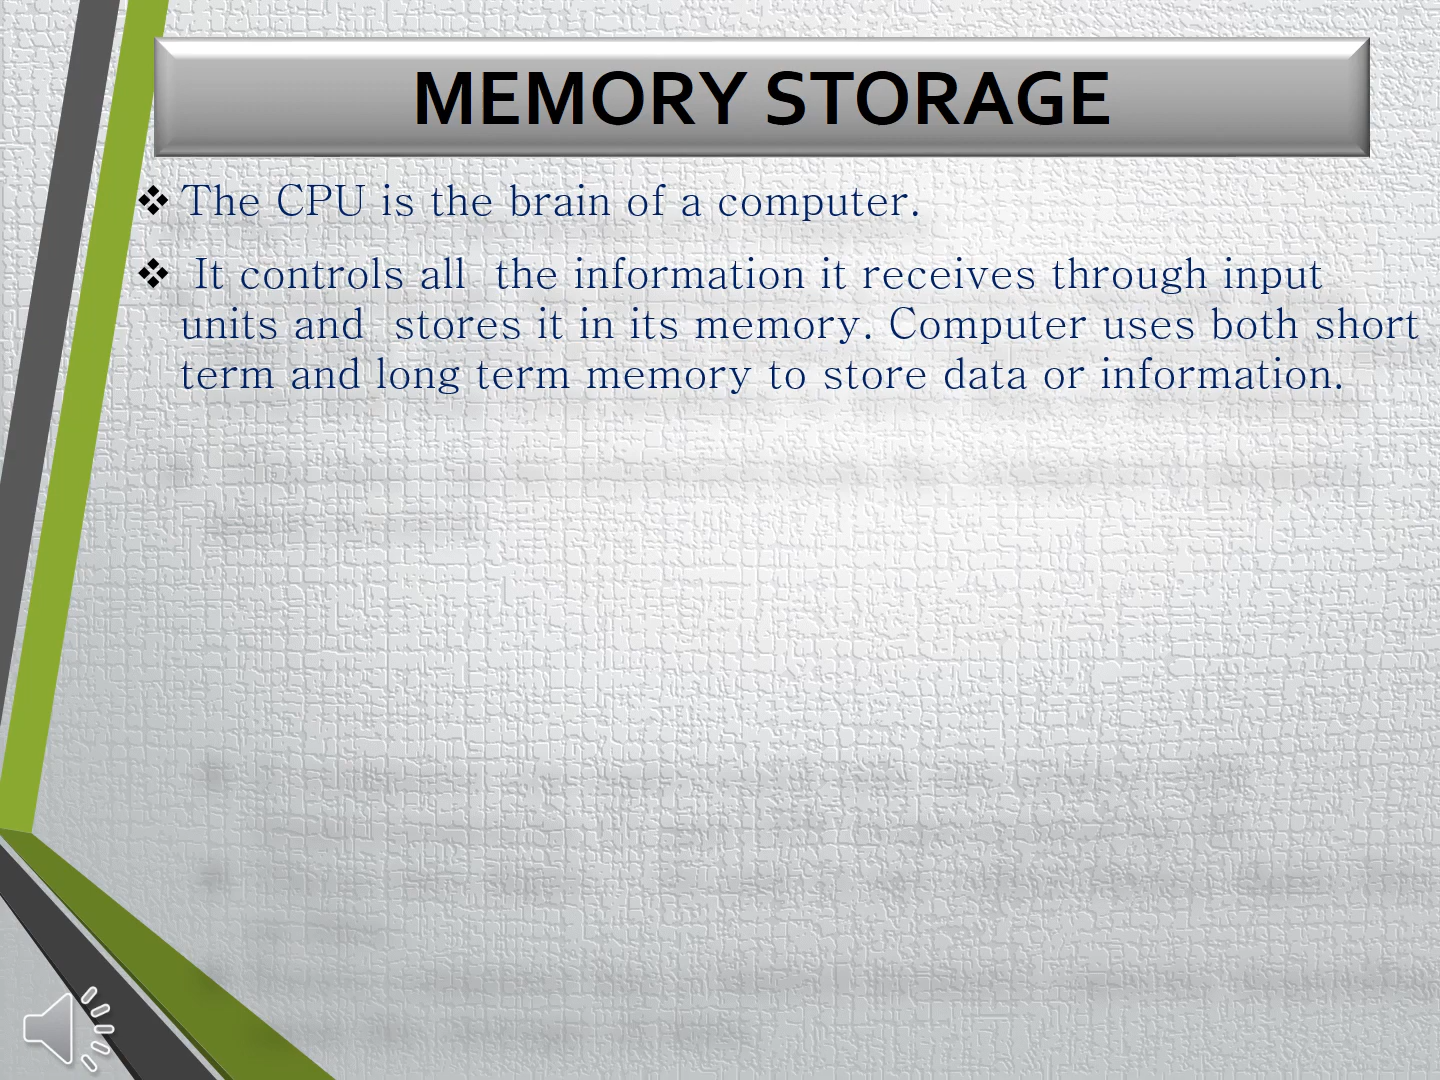 MEMORY STORAGE
❖ The CPU is the brain of a computer.
❖ It controls all  the information it receives through input
units and  stores it in its memory. Computer uses both short
term and long term memory to store data or information.